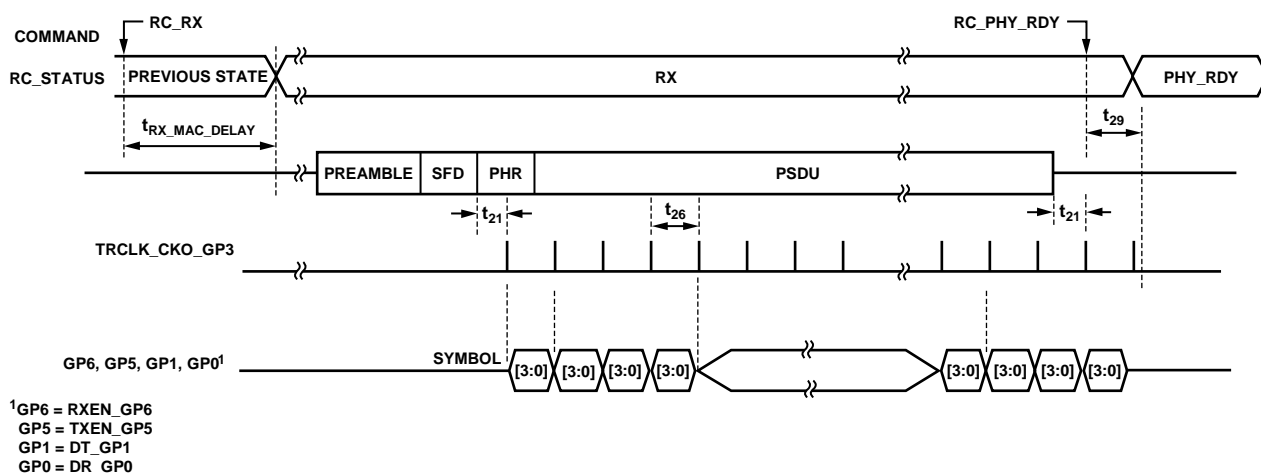 RC_RX
RC_PHY_RDY
COMMAND
RC_STATUS
PREVIOUS STATE
RX
PHY_RDY
tRX_MAC_DELAY
t29
PREAMBLE
SFD
PHR
PSDU
t21
t26
t21
TRCLK_CKO_GP3
GP6, GP5, GP1, GP0¹
SYMBOL
[3:0]
[3:0]
[3:0]
[3:0]
[3:0]
[3:0]
[3:0]
[3:0]
¹GP6 = RXEN_GP6
GP5 = TXEN_GP5
GP1 = DT_GP1
GP0 = DR_GP0